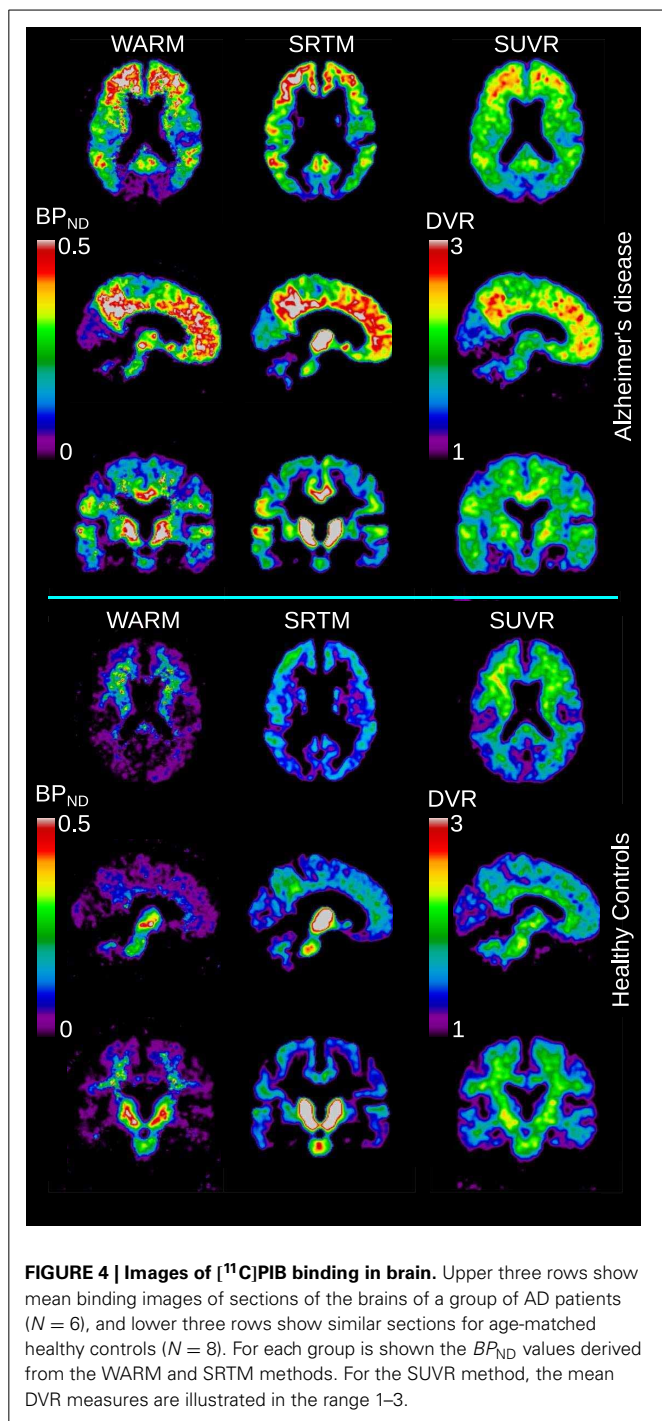 WARM SRTM SUVR
BPND DVR
0.5 3
0 1
Alzheimer's disease
WARM SRTM SUVR
BPND DVR
0.5 3
0 1
Healthy Controls
FIGURE 4 | Images of [¹¹C]PIB binding in brain. Upper three rows show
mean binding images of sections of the brains of a group of AD patients
(N = 6), and lower three rows show similar sections for age-matched
healthy controls (N = 8). For each group is shown the BPND values derived
from the WARM and SRTM methods. For the SUVR method, the mean
DVR measures are illustrated in the range 1–3.